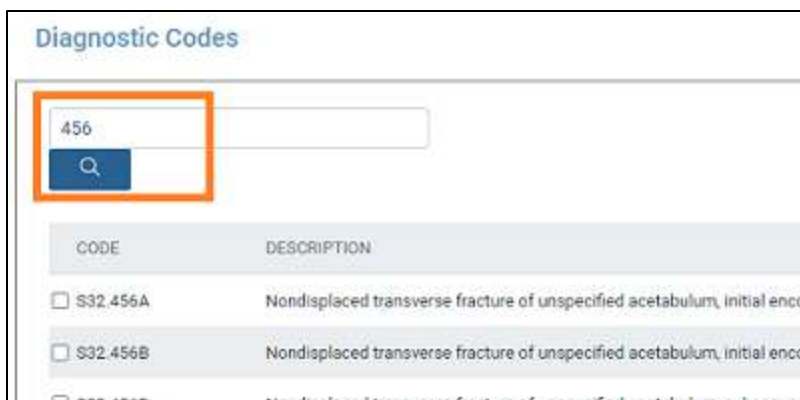 Diagnostic Codes
456
CODE DESCRIPTION
S32.456A Nondisplaced transverse fracture of unspecified acetabulum, initial
S32.456B Nondisplaced transverse fracture of unspecified acetabulum, initial